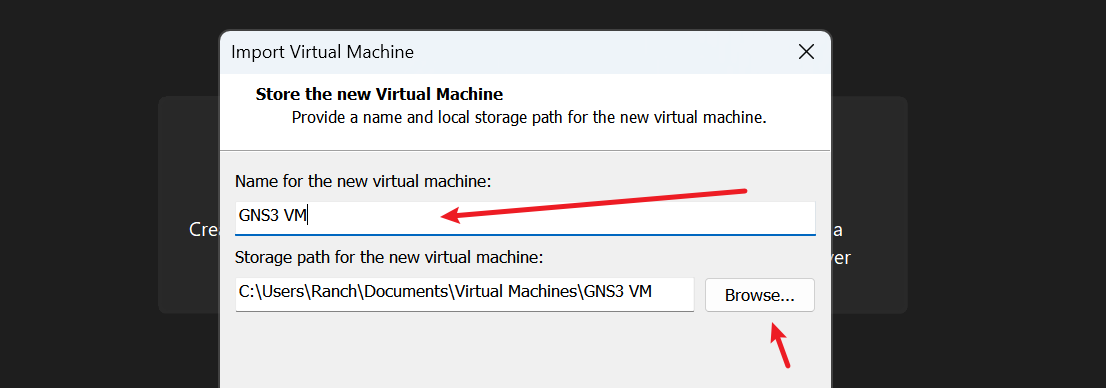 Import Virtual Machine
Store the new Virtual Machine
Provide a name and local storage path for the new virtual machine.
Name for the new virtual machine:
GNS3 VM
Storage path for the new virtual machine:
C:\Users\Ranch\Documents\Virtual Machines\GNS3 VM
Browse...
a